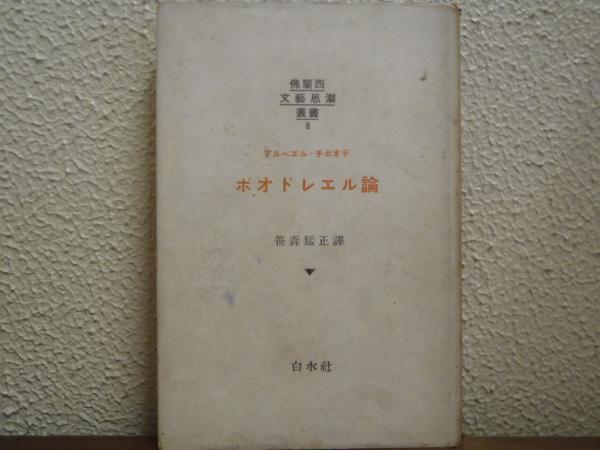 佛蘭西
文藝思潮
叢書
アルベエル・チボオデ
ボオドレエル論
笹森猛正譯
白水社